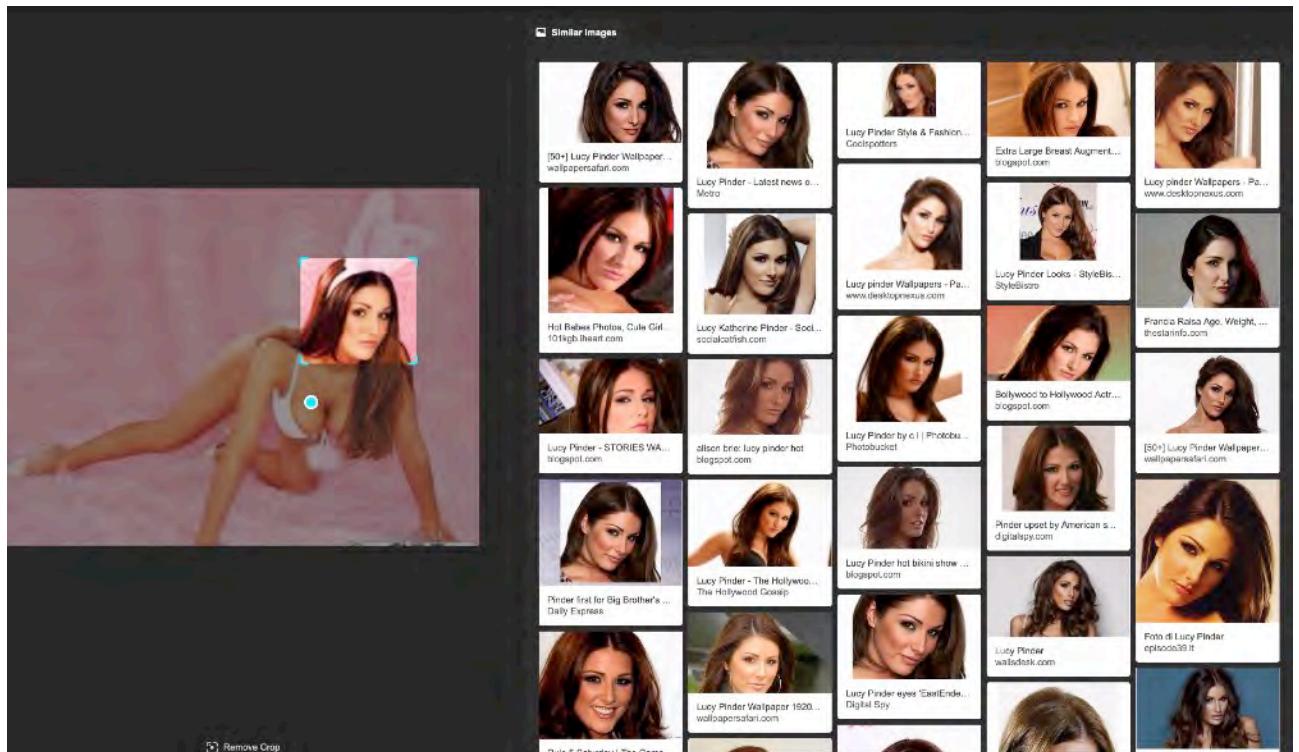 Similar Images
[50+] Lucy Pinder Wallpaper...
wallpapersafari.com
Hot Babes Photos, Cute Girl...
101kgb.iheart.com
Lucy Pinder - STORIES WA...
blogspot.com
Pinder first for Big Brother's ...
Daily Express
Lucy Pinder - Latest news o...
Metro
Lucy Katherine Pinder - Soci...
socialcatfish.com
alison brie: lucy pinder hot
blogspot.com
Lucy Pinder - The Hollywoo...
The Hollywood Gossip
Lucy Pinder Wallpaper 1920...
wallpapersafari.com
Lucy Pinder Style & Fashion...
Coolspotters
Lucy pinder Wallpapers - Pa...
www.desktopnexus.com
Lucy Pinder by c l | Photobu...
Photobucket
Lucy Pinder hot bikini show ...
blogspot.com
Lucy Pinder eyes 'EastEnde...
Digital Spy
Extra Large Breast Augment...
blogspot.com
Lucy Pinder Looks - StyleBis...
StyleBistro
Bollywood to Hollywood Actr...
blogspot.com
Pinder upset by American s...
digitalspy.com
Lucy Pinder
wallsdesk.com
Lucy pinder Wallpapers - Pa...
www.desktopnexus.com
Francia Raisa Age, Weight, ...
thestarinfo.com
[50+] Lucy Pinder Wallpaper...
wallpapersafari.com
Foto di Lucy Pinder
episode39.it
Remove Crop